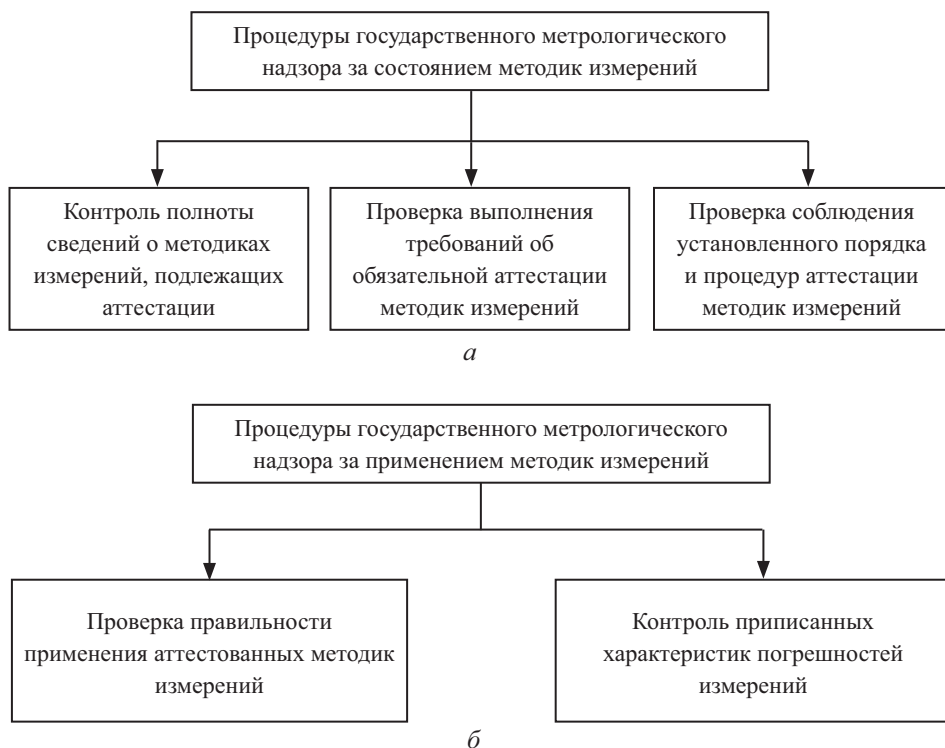 Процедуры государственного метрологического
надзора за состоянием методик измерений
Контроль полноты
сведений о методиках
измерений, подлежащих
аттестации
Проверка выполнения
требований об
обязательной аттестации
методик измерений
Проверка соблюдения
установленного порядка
и процедур аттестации
методик измерений
а
Процедуры государственного метрологического
надзора за применением методик измерений
Проверка правильности
применения аттестованных методик
измерений
Контроль приписанных
характеристик погрешностей
измерений
б